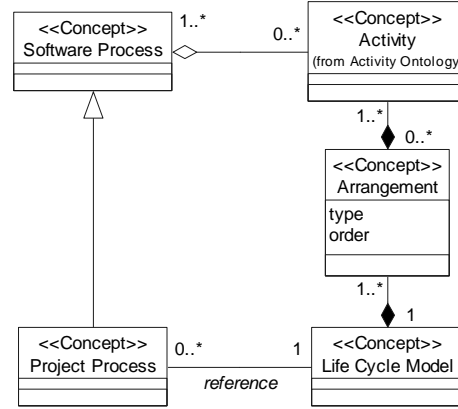 <<Concept>>
Software Process
1..*
0..*
<<Concept>>
Activity
(from Activity Ontology
1..*
0..*
<<Concept>>
Arrangement
type
order
1..*
1
<<Concept>>
Project Process
0..*
1
reference
<<Concept>>
Life Cycle Model